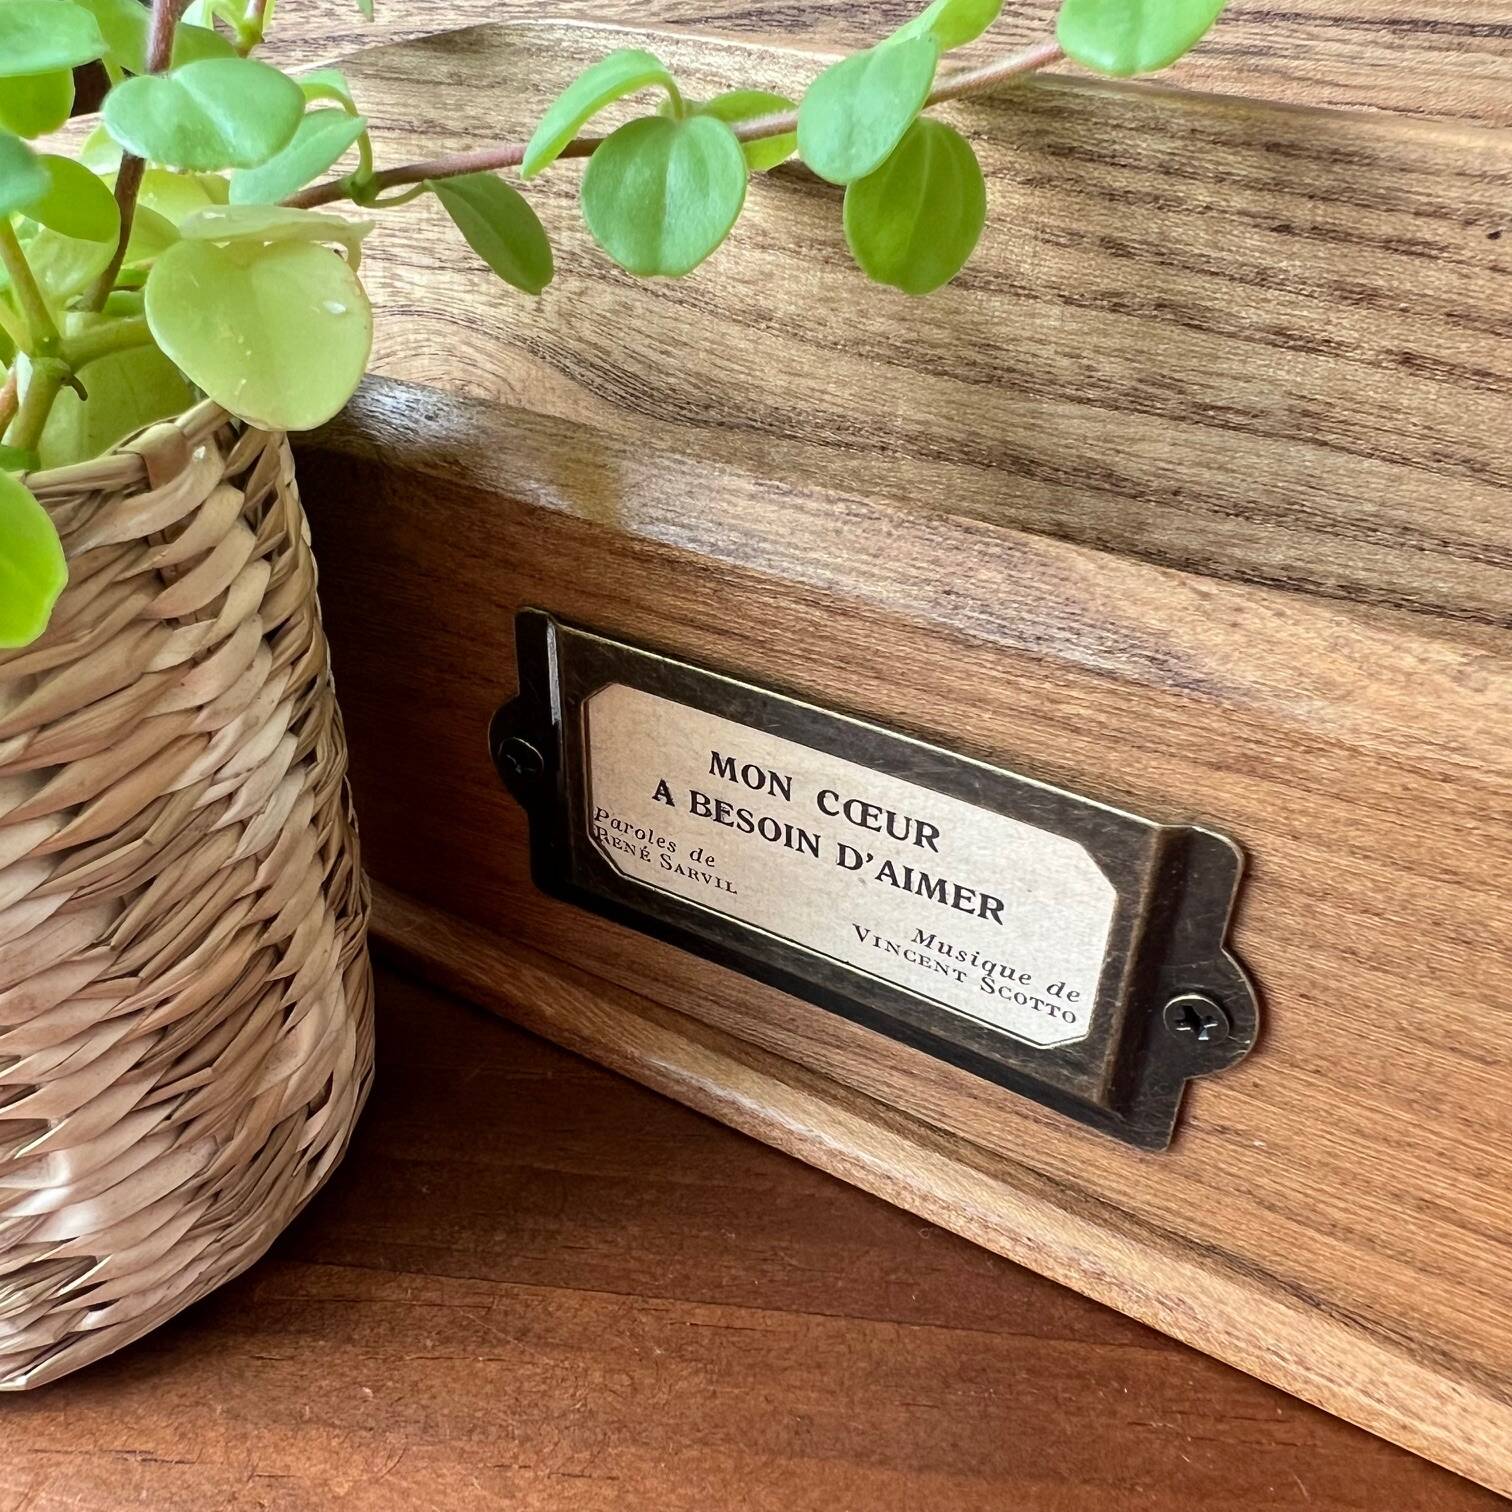 MON CŒUR
A BESOIN D'AIMER
Paroles de
RENÉ SARVIL
Musique de
VINCENT SCOTTO